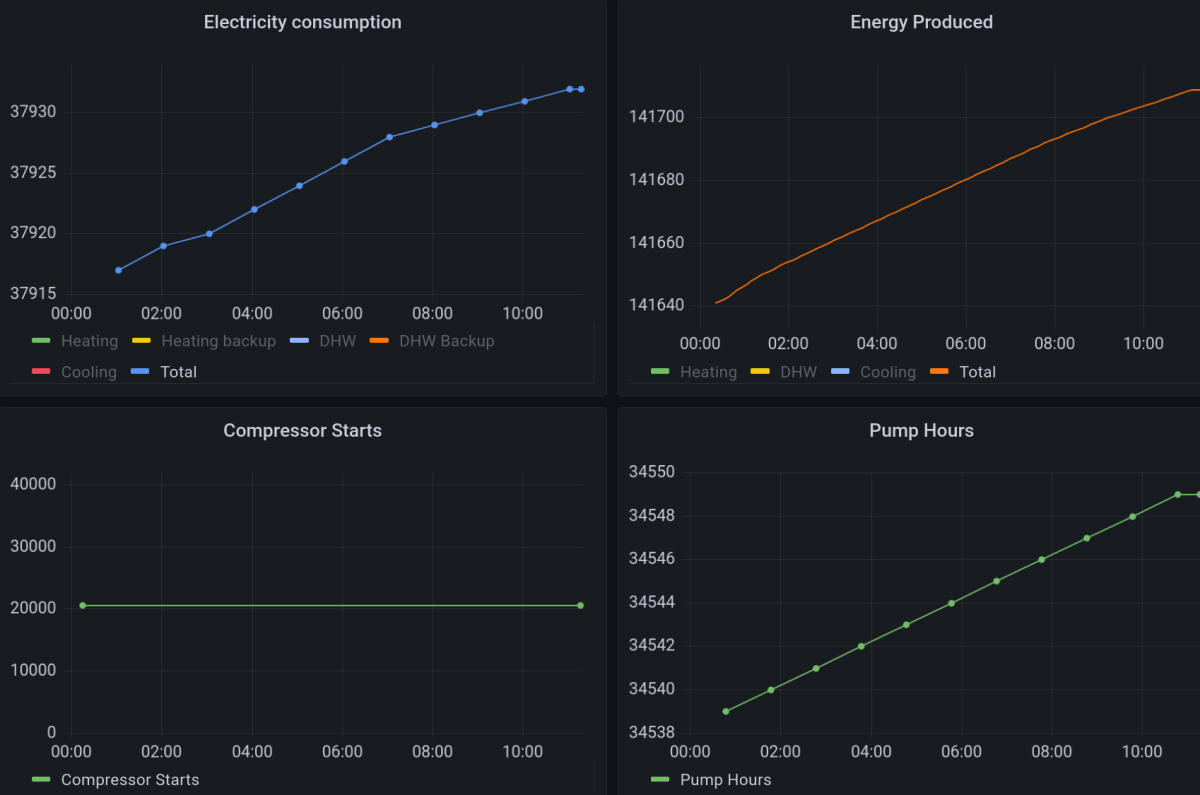 Electricity consumption
37930
37925
37920
37915
00:00 02:00 04:00 06:00 08:00 10:00
Heating Heating backup DHW DHW Backup
Cooling Total
Energy Produced
141700
141680
141660
141640
00:00 02:00 04:00 06:00 08:00 10:00
Heating DHW Cooling Total
Compressor Starts
40000
30000
20000
10000
0
00:00 02:00 04:00 06:00 08:00 10:00
Compressor Starts
Pump Hours
34550
34548
34546
34544
34542
34540
34538
00:00 02:00 04:00 06:00 08:00 10:00
Pump Hours